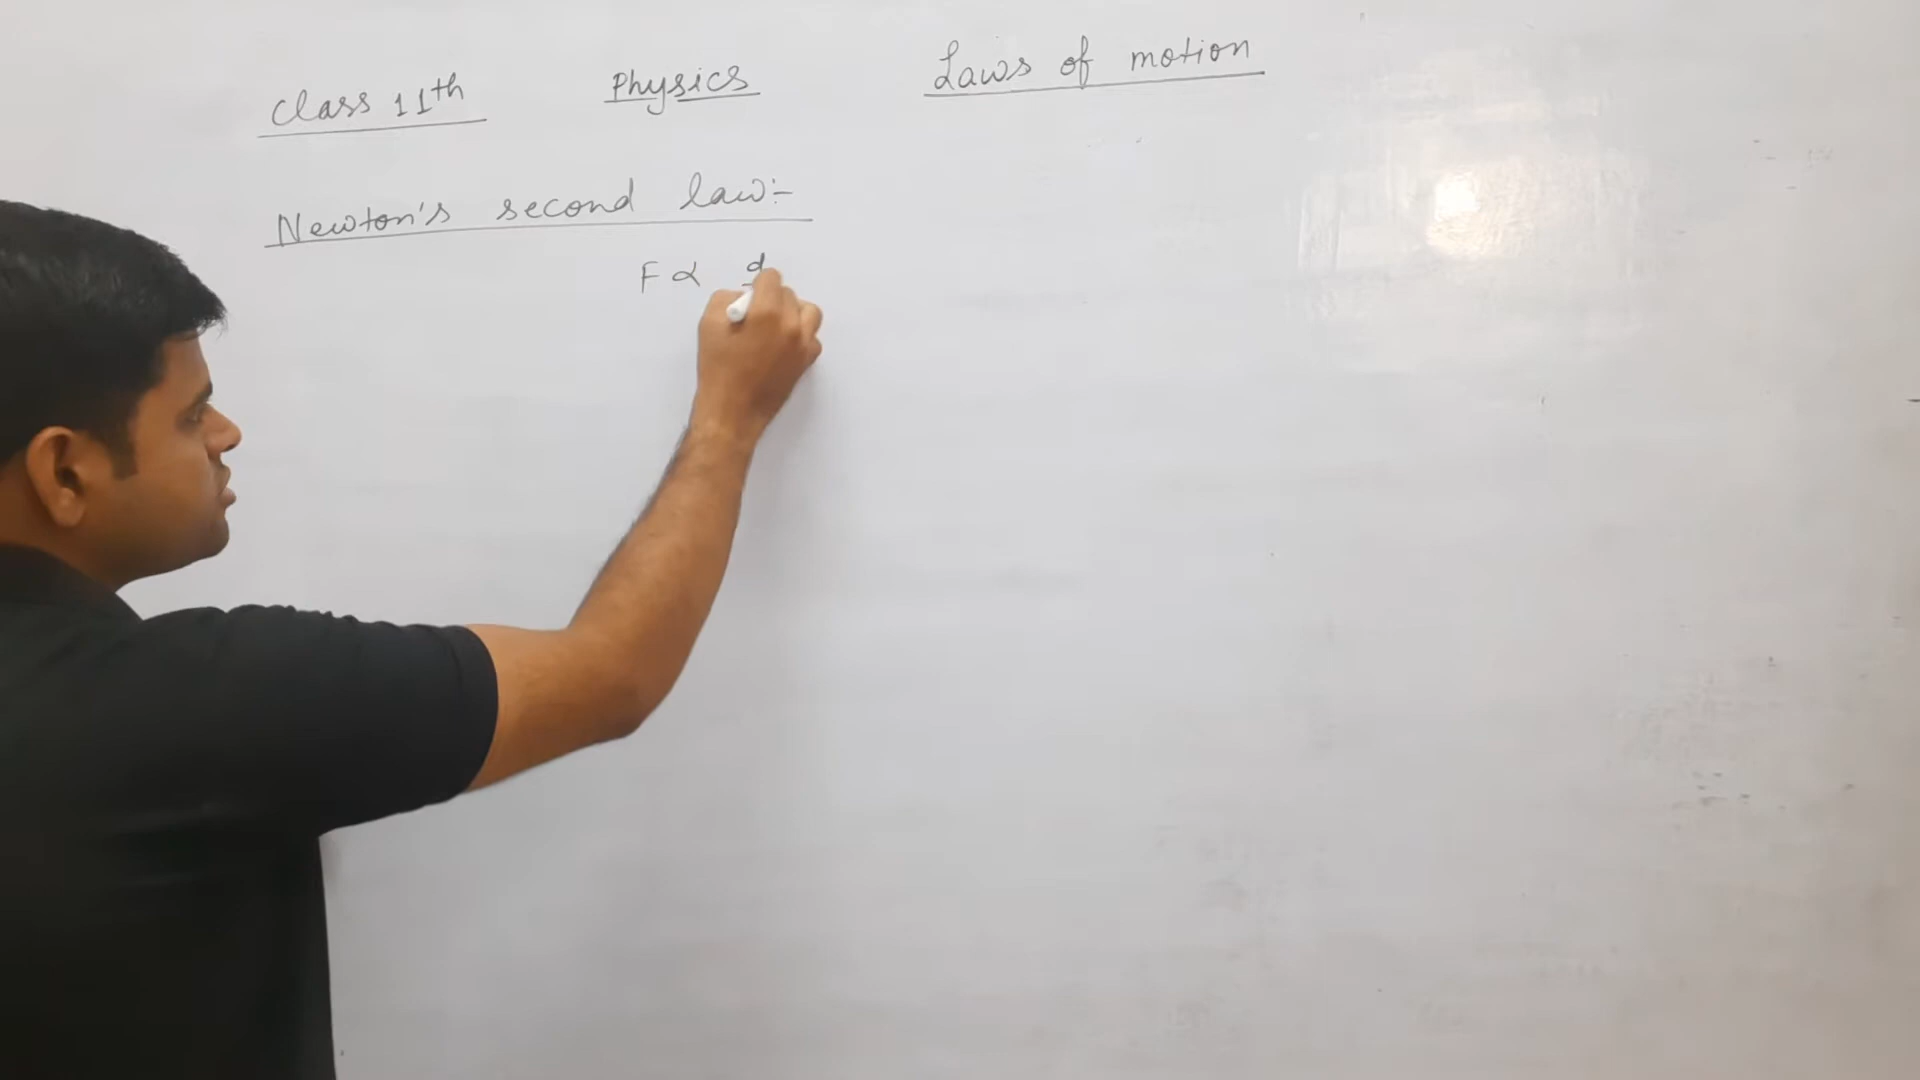 Class 11th Physics Laws of motion
Newton's second law:-
F ∝ d